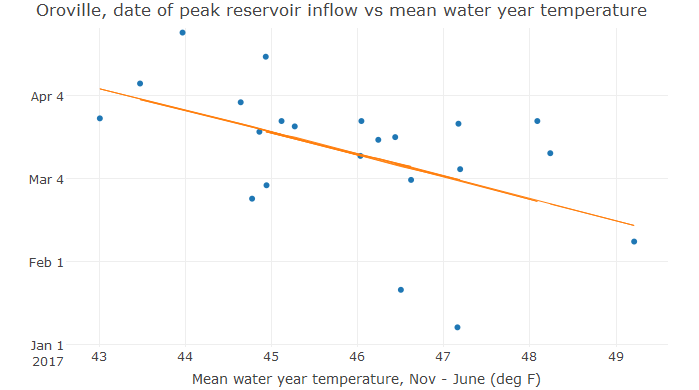 Oroville, date of peak reservoir inflow vs mean water year temperature
Apr 4
Mar 4
Feb 1
Jan 1
2017
43 44 45 46 47 48 49
Mean water year temperature, Nov - June (deg F)